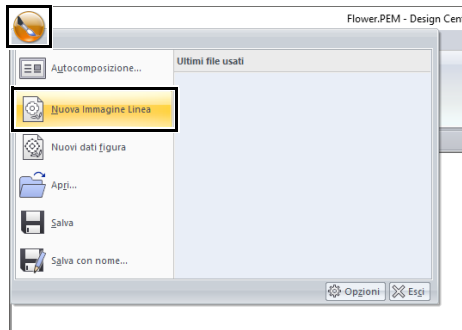 Flower.PEM - Design Cen
Ultimi file usati
Autocomposizione...
Nuova Immagine Linea
Nuovi dati figura
Apri...
Salva
Salva con nome...
Opzioni
Esci